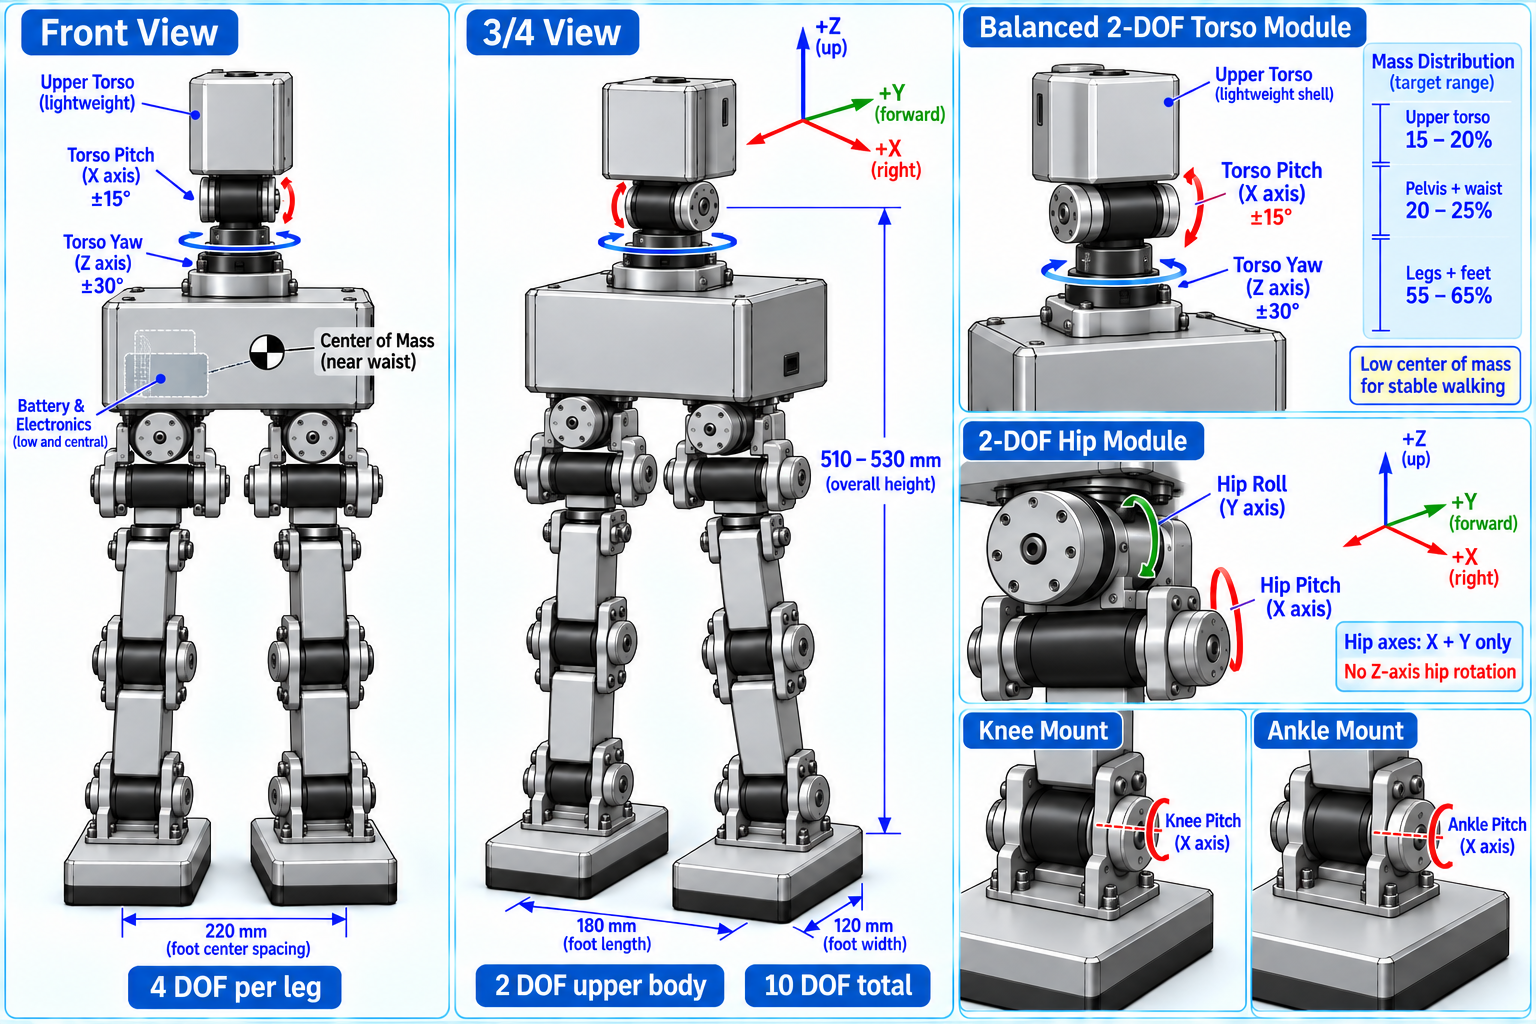 Front View
Upper Torso
(lightweight)
Torso Pitch
(X axis)
±15°
Torso Yaw
(Z axis)
±30°
Center of Mass
(near waist)
Battery &
Electronics
(low and central)
220 mm
(foot center spacing)
4 DOF per leg
3/4 View
+Z
(up)
+Y
(forward)
+X
(right)
510 – 530 mm
(overall height)
180 mm
(foot length)
120 mm
(foot width)
2 DOF upper body
10 DOF total
Balanced 2-DOF Torso Module
Upper Torso
(lightweight shell)
Torso Pitch
(X axis)
±15°
Torso Yaw
(Z axis)
±30°
Mass Distribution
(target range)
Upper torso
15 – 20%
Pelvis + waist
20 – 25%
Legs + feet
55 – 65%
Low center of mass
for stable walking
2-DOF Hip Module
Hip Roll
(Y axis)
Hip Pitch
(X axis)
+Z
(up)
+Y
(forward)
+X
(right)
Hip axes: X + Y only
No Z-axis hip rotation
Knee Mount
Knee Pitch
(X axis)
Ankle Mount
Ankle Pitch
(X axis)